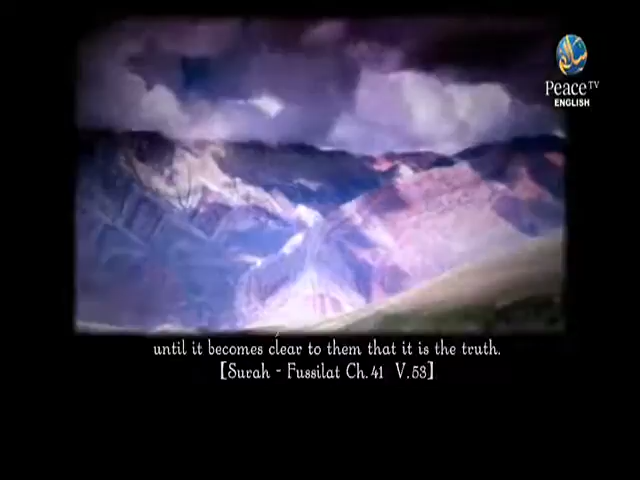 سلام
Peace TV
ENGLISH
until it becomes clear to them that it is the truth.
[Surah - Fussilat Ch.41 V.53]